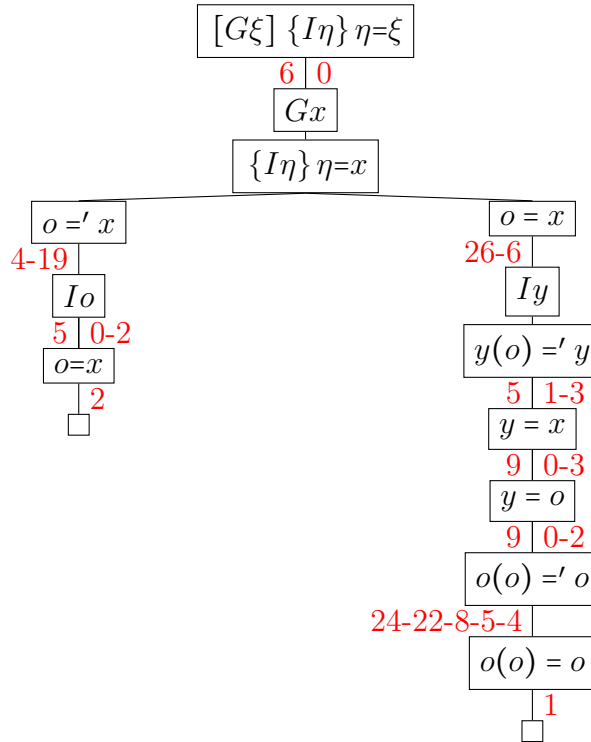 [Gξ] {Iη} η=ξ
6 0
Gx
{Iη} η=x
o =′ x o = x
4-19 26-6
Io Iy
5 0-2 y(o) =′ y
o=x 5 1-3
2 y = x
9 0-3
y = o
9 0-2
o(o) =′ o
24-22-8-5-4
o(o) = o
1